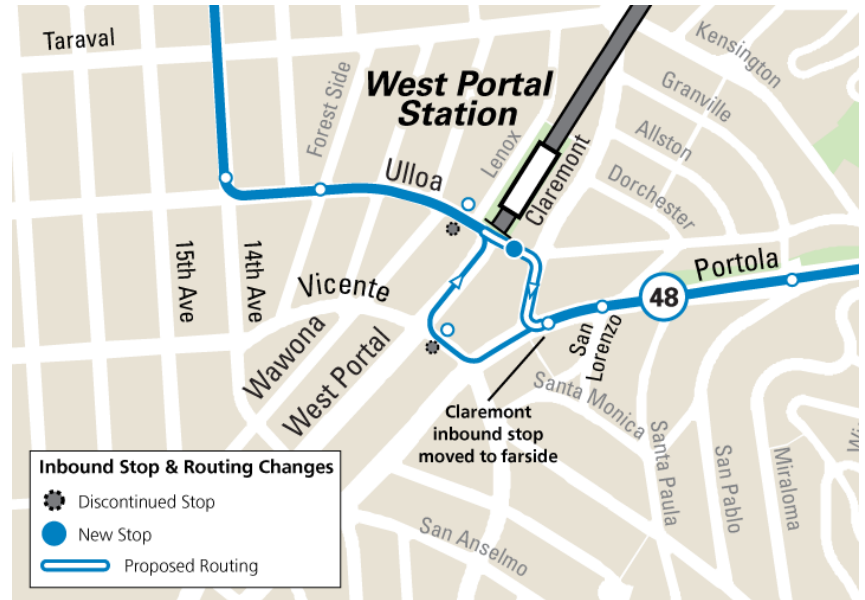 Taraval
Forest Side
West Portal
Station
Kensington
Granville
Allston
Dorchester
Lenox
Claremont
Ulloa
15th Ave
14th Ave
Vicente
Wawona
West Portal
48
Portola
San
Lorenzo
Claremont
inbound stop
moved to farside
Santa Monica
Santa Paula
San Pablo
Miraloma
San Anselmo
Inbound Stop & Routing Changes
Discontinued Stop
New Stop
Proposed Routing